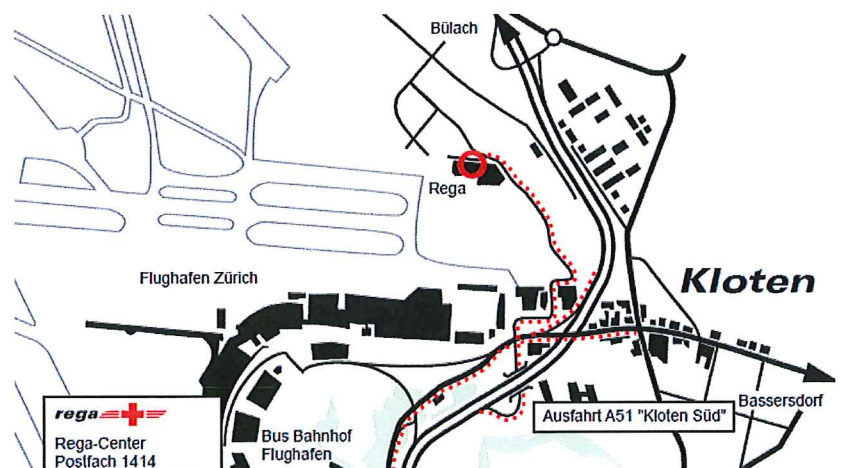 Bülach
Rega
Flughafen Zürich
Kloten
rega
Rega-Center
Postfach 1414
Bus Bahnhof
Flughafen
Ausfahrt A51 "Kloten Süd"
Bassersdorf